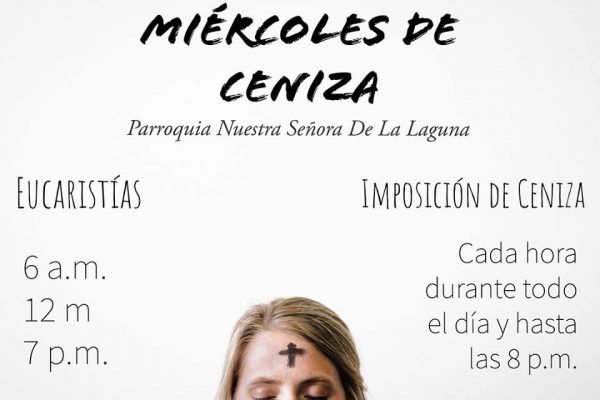 MIÉRCOLES DE
CENIZA
Parroquia Nuestra Señora De La Laguna
EUCARISTÍAS
6 a.m.
12 m
7 p.m.
IMPOSICIÓN DE CENIZA
Cada hora
durante todo
el día y hasta
las 8 p.m.